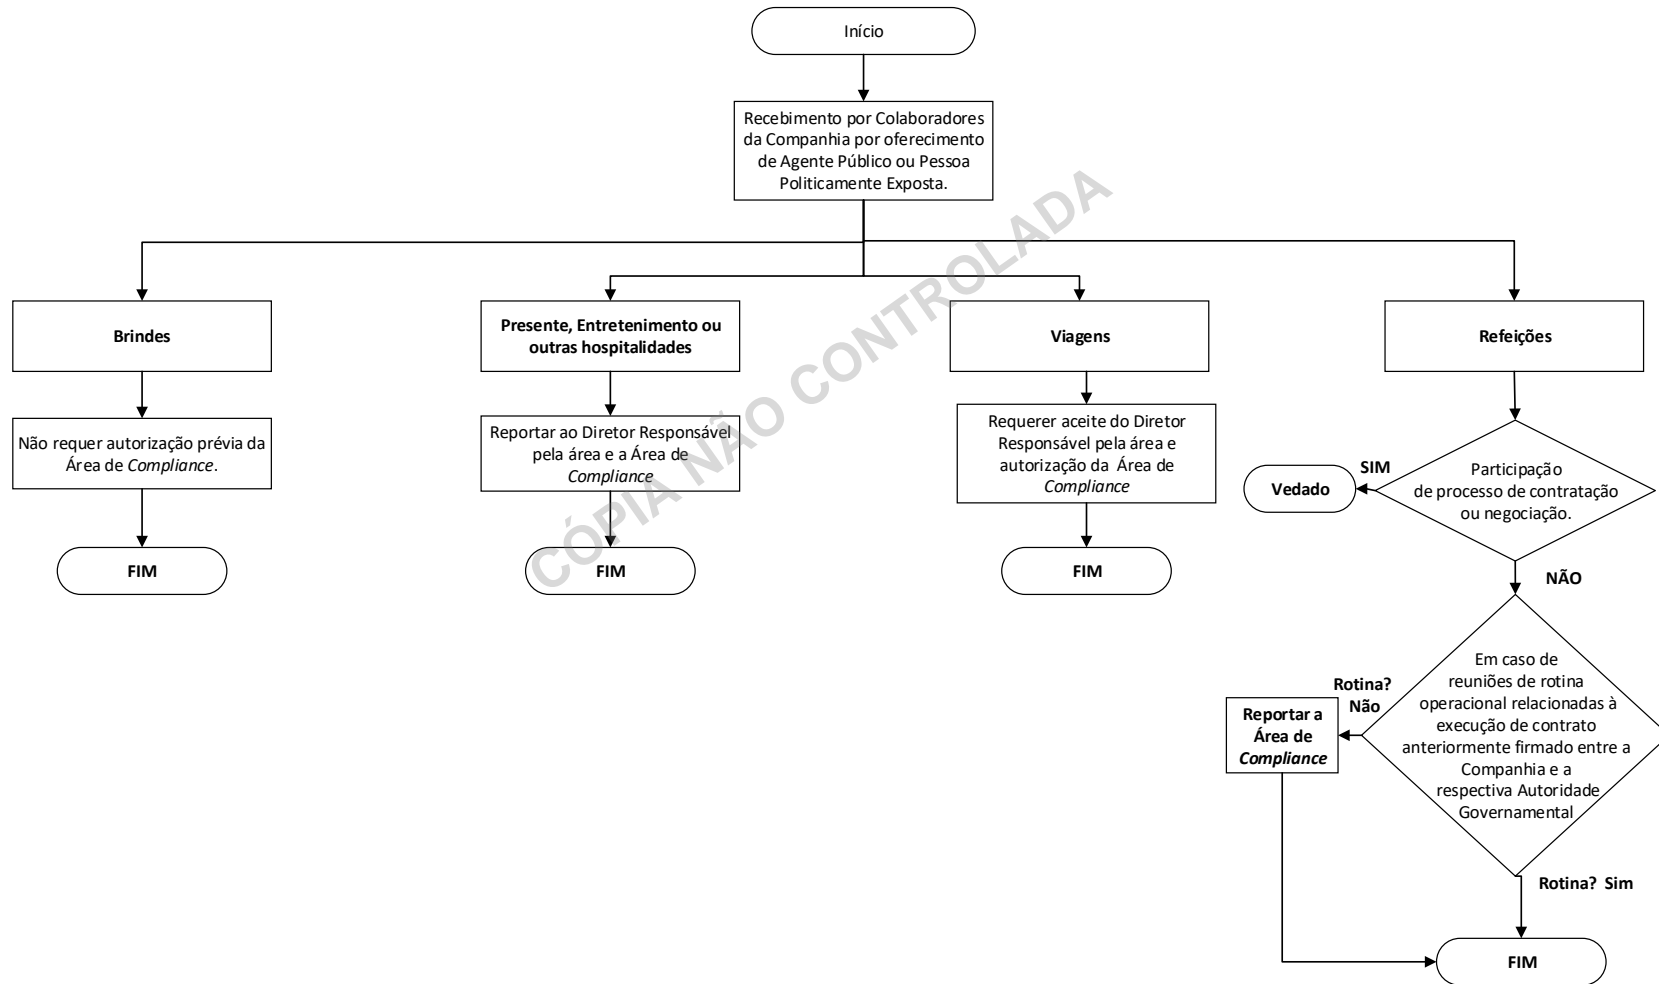 Início
Recebimento por Colaboradores
da Companhia por oferecimento
de Agente Público ou Pessoa
Politicamente Exposta.
Brindes
Não requer autorização prévia da
Área de Compliance.
FIM
Presente, Entretenimento ou
outras hospitalidades
Reportar ao Diretor Responsável
pela área e a Área de
Compliance
FIM
Viagens
Requerer aceite do Diretor
Responsável pela área e
autorização da Área de
Compliance
FIM
Refeições
Participação
de processo de contratação
ou negociação.
SIM
Vedado
NÃO
Em caso de
reuniões de rotina
operacional relacionadas à
execução de contrato
anteriormente firmado entre a
Companhia e a
respectiva Autoridade
Governamental
Rotina?
Não
Reportar a
Área de
Compliance
Rotina? Sim
FIM
CÓPIA NÃO CONTROLADA